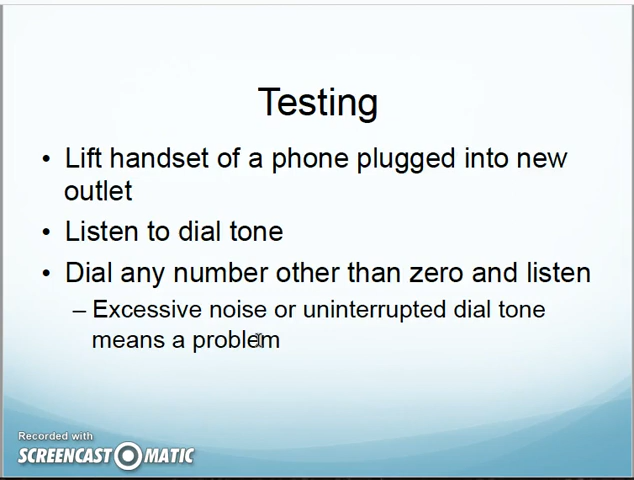 Testing
• Lift handset of a phone plugged into new
outlet
• Listen to dial tone
• Dial any number other than zero and listen
– Excessive noise or uninterrupted dial tone
means a problem
Recorded with
SCREENCAST MATIC